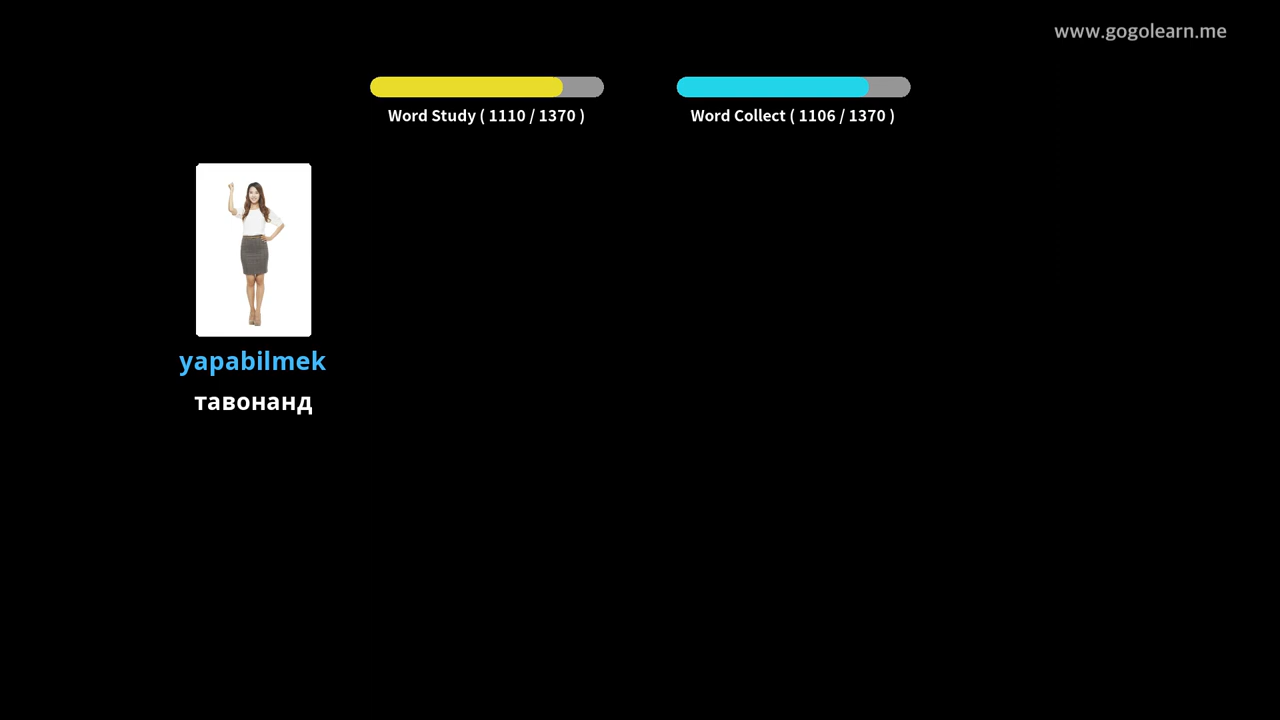 www.gogolearn.me
Word Study ( 1110 / 1370 )
Word Collect ( 1106 / 1370 )
yapabilmek
тавонанд